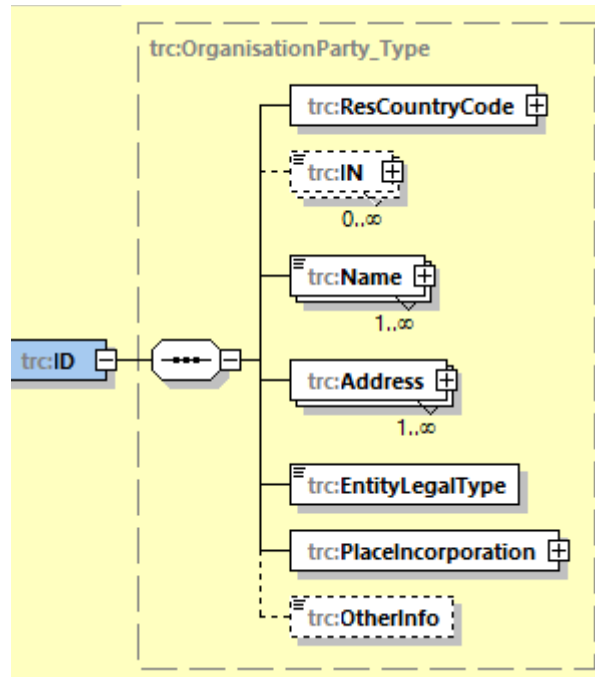 trc:OrganisationParty_Type
trc:ResCountryCode
trc:IN
0..∞
trc:Name
1..∞
trc:ID
trc:Address
1..∞
trc:EntityLegalType
trc:PlaceIncorporation
trc:OtherInfo